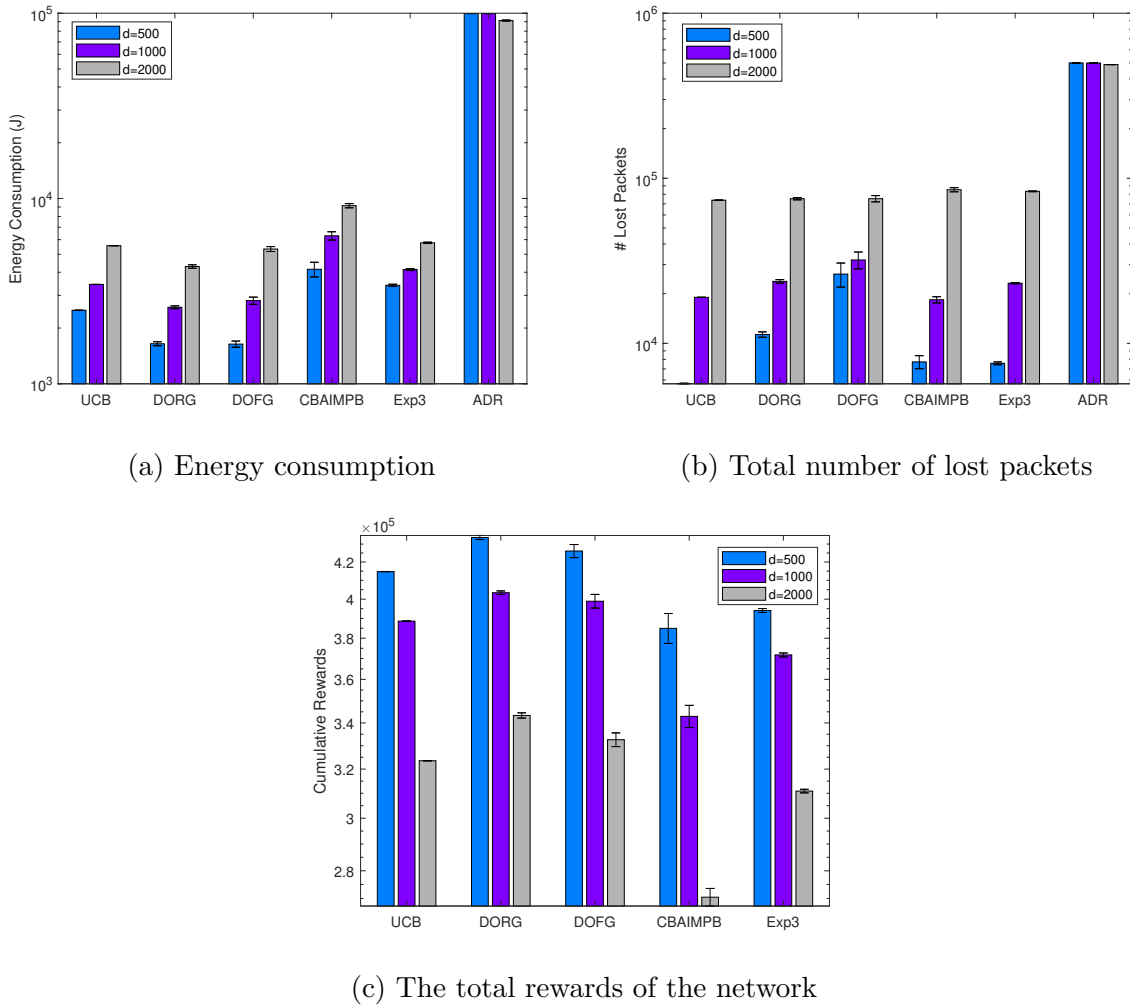 10^5
10^4
10^3
Energy Consumption (J)
d=500
d=1000
d=2000
UCB DORG DOFG CBAIMPB Exp3 ADR
(a) Energy consumption
10^6
10^5
10^4
# Lost Packets
d=500
d=1000
d=2000
UCB DORG DOFG CBAIMPB Exp3 ADR
(b) Total number of lost packets
×10^5
4.2
4
3.8
3.6
3.4
3.2
3
2.8
Cumulative Rewards
d=500
d=1000
d=2000
UCB DORG DOFG CBAIMPB Exp3
(c) The total rewards of the network